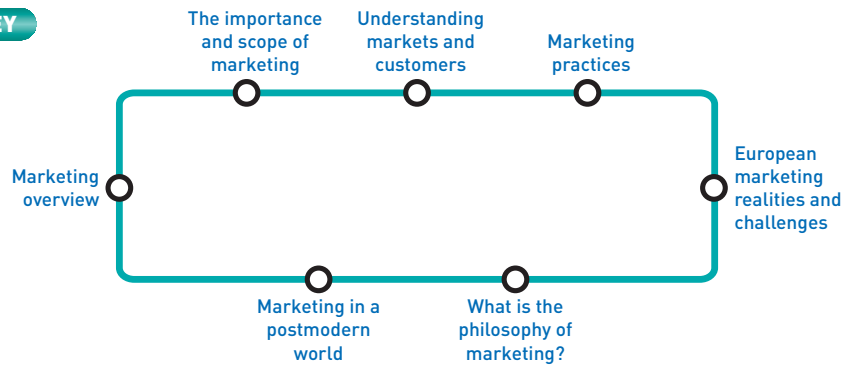 EY
The importance
and scope of
marketing
Understanding
markets and
customers
Marketing
practices
European
marketing
realities and
challenges
What is the
philosophy of
marketing?
Marketing in a
postmodern
world
Marketing
overview